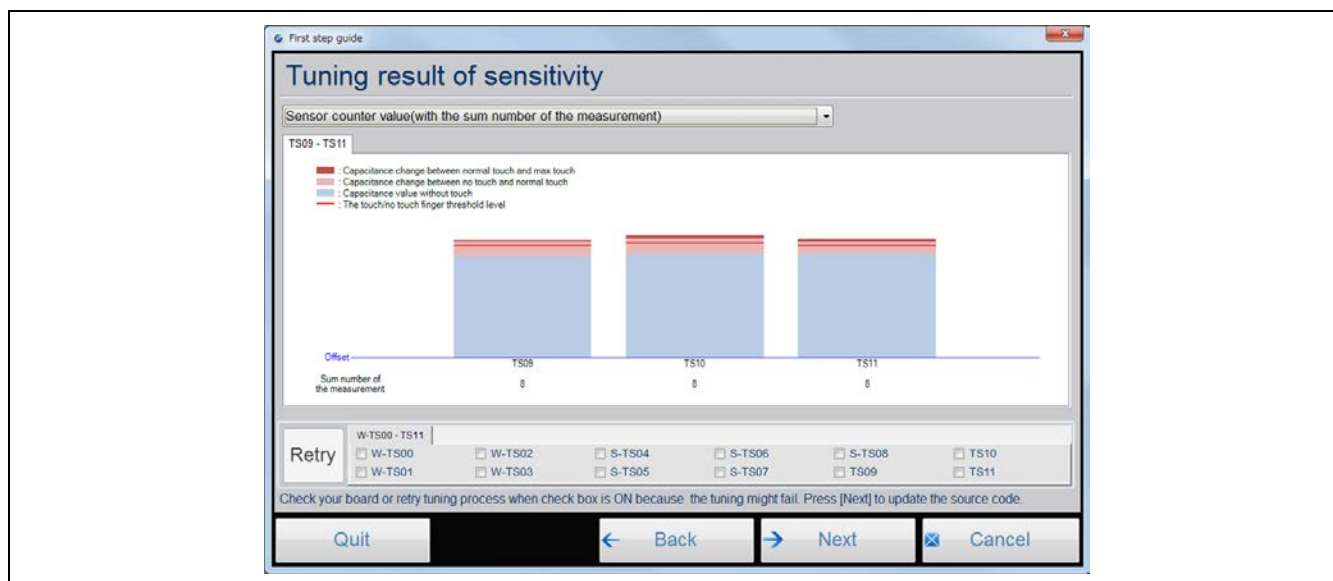 First step guide
Tuning result of sensitivity
Sensor counter value(with the sum number of the measurement)
TS09 - TS11
: Capacitance change between normal touch and max touch
: Capacitance change between no touch and normal touch
: Capacitance value without touch
: The touch/no touch finger threshold level
Offset
TS09 TS10 TS11
Sum number of
the measurement
8 8 8
W-TS00 - TS11
Retry
W-TS00 W-TS02 S-TS04 S-TS06 S-TS08 TS10
W-TS01 W-TS03 S-TS05 S-TS07 TS09 TS11
Check your board or retry tuning process when check box is ON because the tuning might fail. Press [Next] to update the source code.
Quit Back Next Cancel